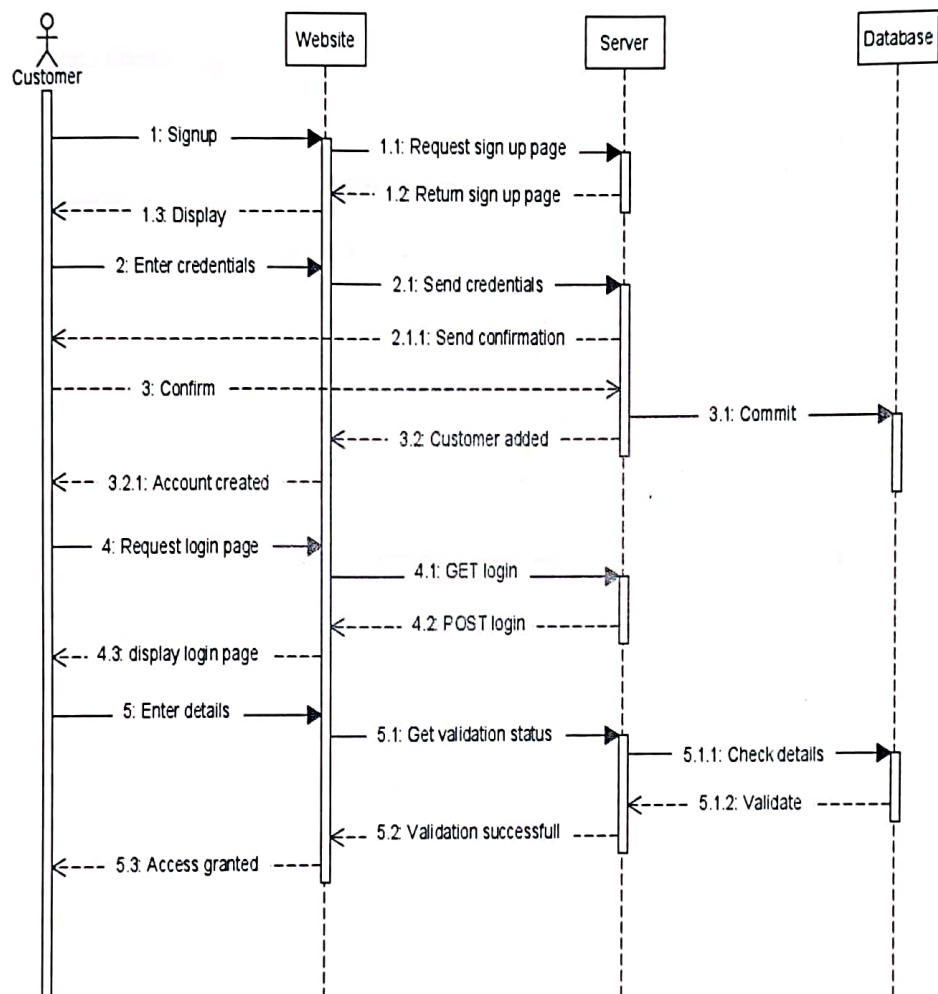 Website
Server
Database
Customer
1: Signup
1.1: Request sign up page
1.2: Return sign up page
1.3: Display
2: Enter credentials
2.1: Send credentials
2.1.1: Send confirmation
3: Confirm
3.1: Commit
3.2: Customer added
3.2.1: Account created
4: Request login page
4.1: GET login
4.2: POST login
4.3: display login page
5: Enter details
5.1: Get validation status
5.1.1: Check details
5.1.2: Validate
5.2: Validation successfull
5.3: Access granted